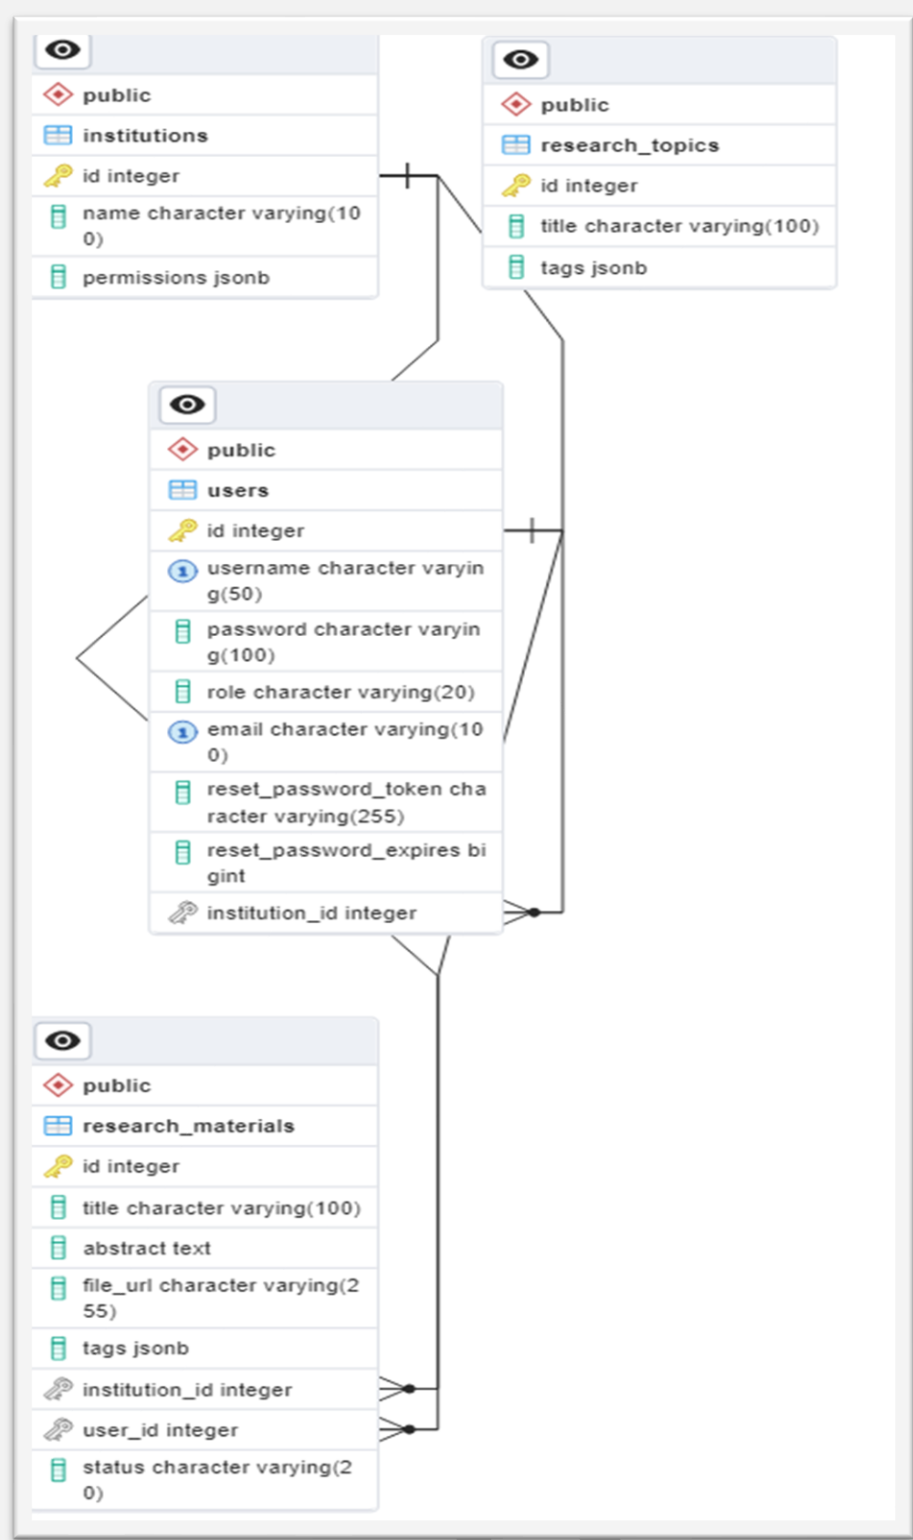 public
institutions
id integer
name character varying(10
0)
permissions jsonb
public
research_topics
id integer
title character varying(100)
tags jsonb
public
users
id integer
1
username character varyin
g(50)
password character varyin
g(100)
role character varying(20)
1
email character varying(10
0)
reset_password_token cha
racter varying(255)
reset_password_expires bi
gint
institution_id integer
public
research_materials
id integer
title character varying(100)
abstract text
file_url character varying(2
55)
tags jsonb
institution_id integer
user_id integer
status character varying(2
0)